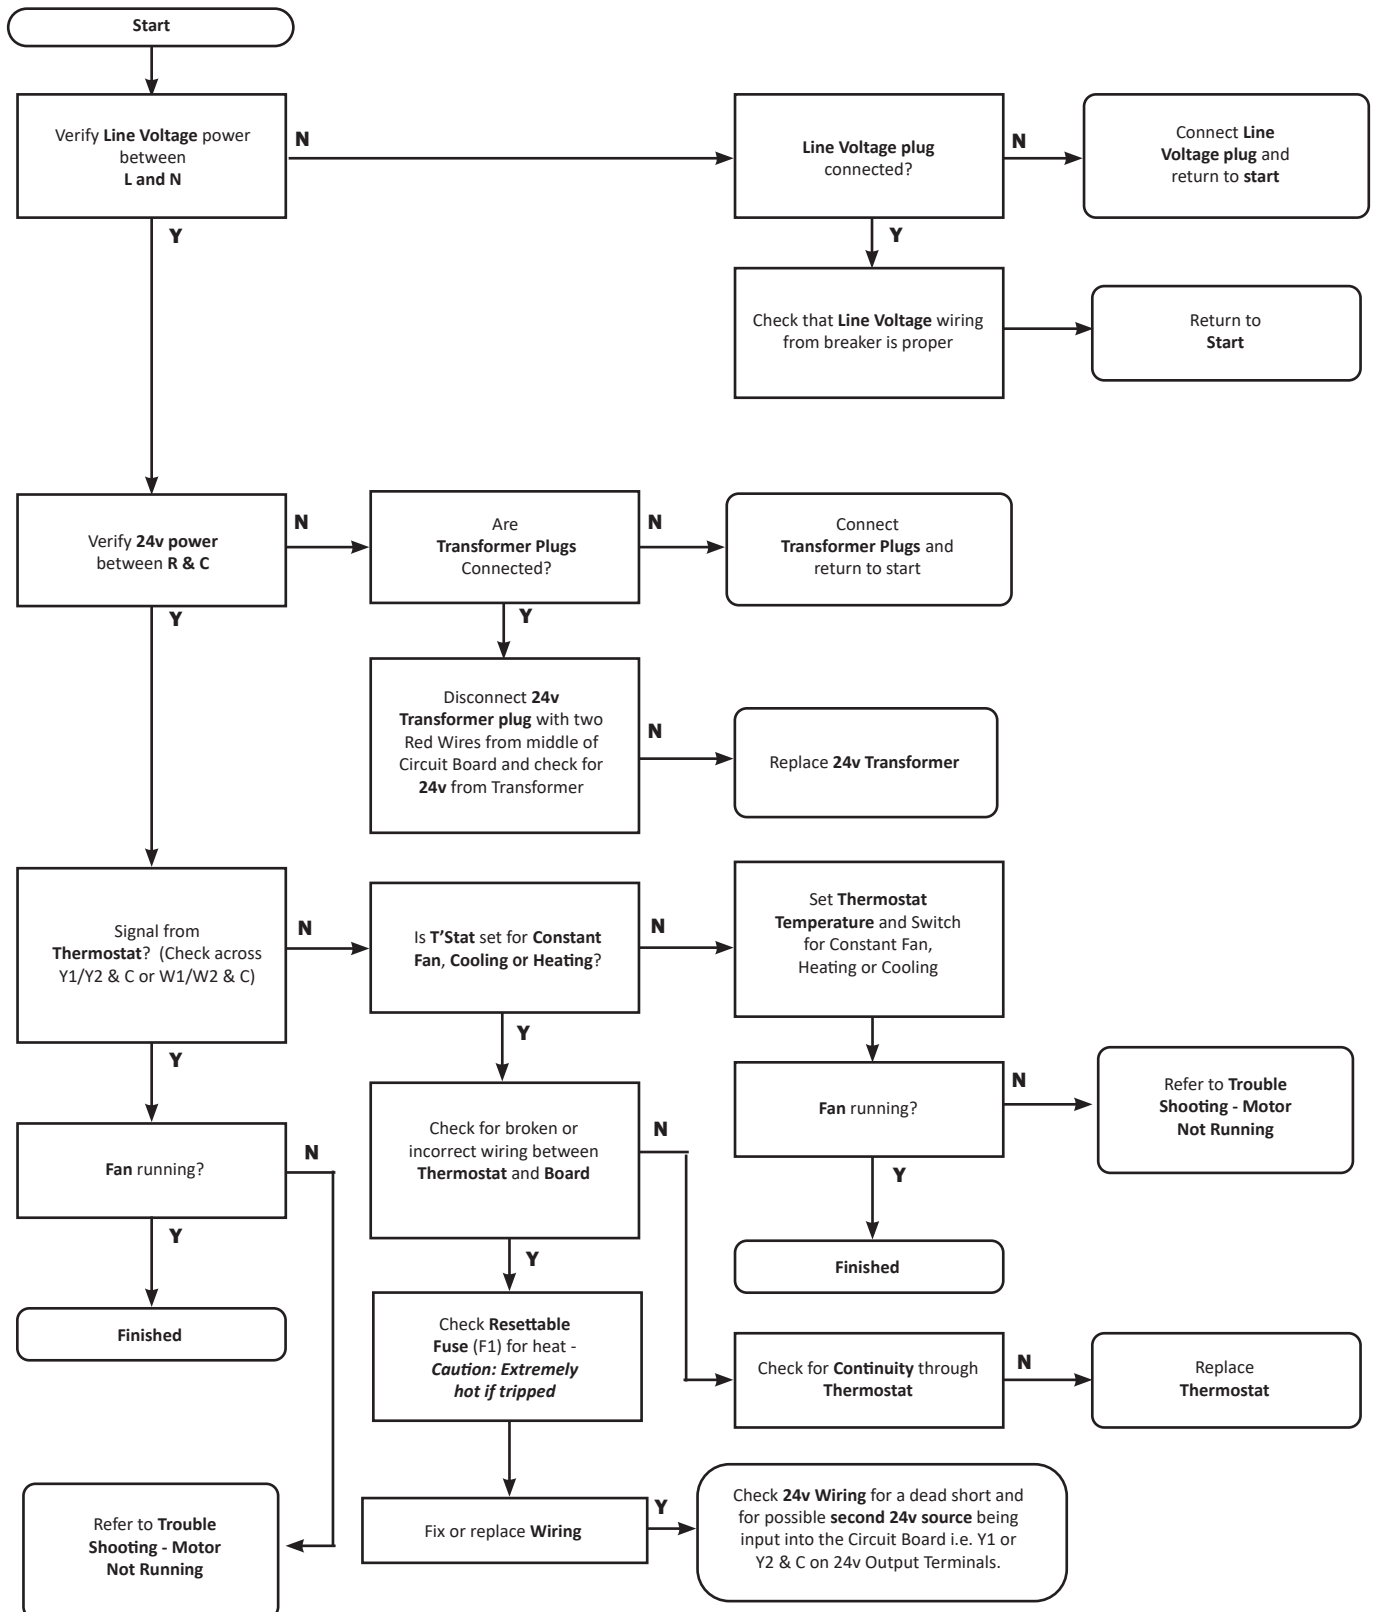 Start
Verify Line Voltage power
between
L and N
N
Line Voltage plug
connected?
N
Connect Line
Voltage plug and
return to start
Y
Y
Check that Line Voltage wiring
from breaker is proper
Return to
Start
Verify 24v power
between R & C
N
Are
Transformer Plugs
Connected?
N
Connect
Transformer Plugs and
return to start
Y
Y
Disconnect 24v
Transformer plug with two
Red Wires from middle of
Circuit Board and check for
24v from Transformer
N
Replace 24v Transformer
Signal from
Thermostat? (Check across
Y1/Y2 & C or W1/W2 & C)
N
Is T'Stat set for Constant
Fan, Cooling or Heating?
N
Set Thermostat
Temperature and Switch
for Constant Fan,
Heating or Cooling
Y
Y
Fan running?
N
Refer to Trouble
Shooting - Motor
Not Running
Y
Finished
Fan running?
N
Y
Finished
Check for broken or
incorrect wiring between
Thermostat and Board
N
Y
Check Resettable
Fuse (F1) for heat -
Caution: Extremely
hot if tripped
Check for Continuity through
Thermostat
N
Replace
Thermostat
Refer to Trouble
Shooting - Motor
Not Running
Fix or replace Wiring
Y
Check 24v Wiring for a dead short and
for possible second 24v source being
input into the Circuit Board i.e. Y1 or
Y2 & C on 24v Output Terminals.